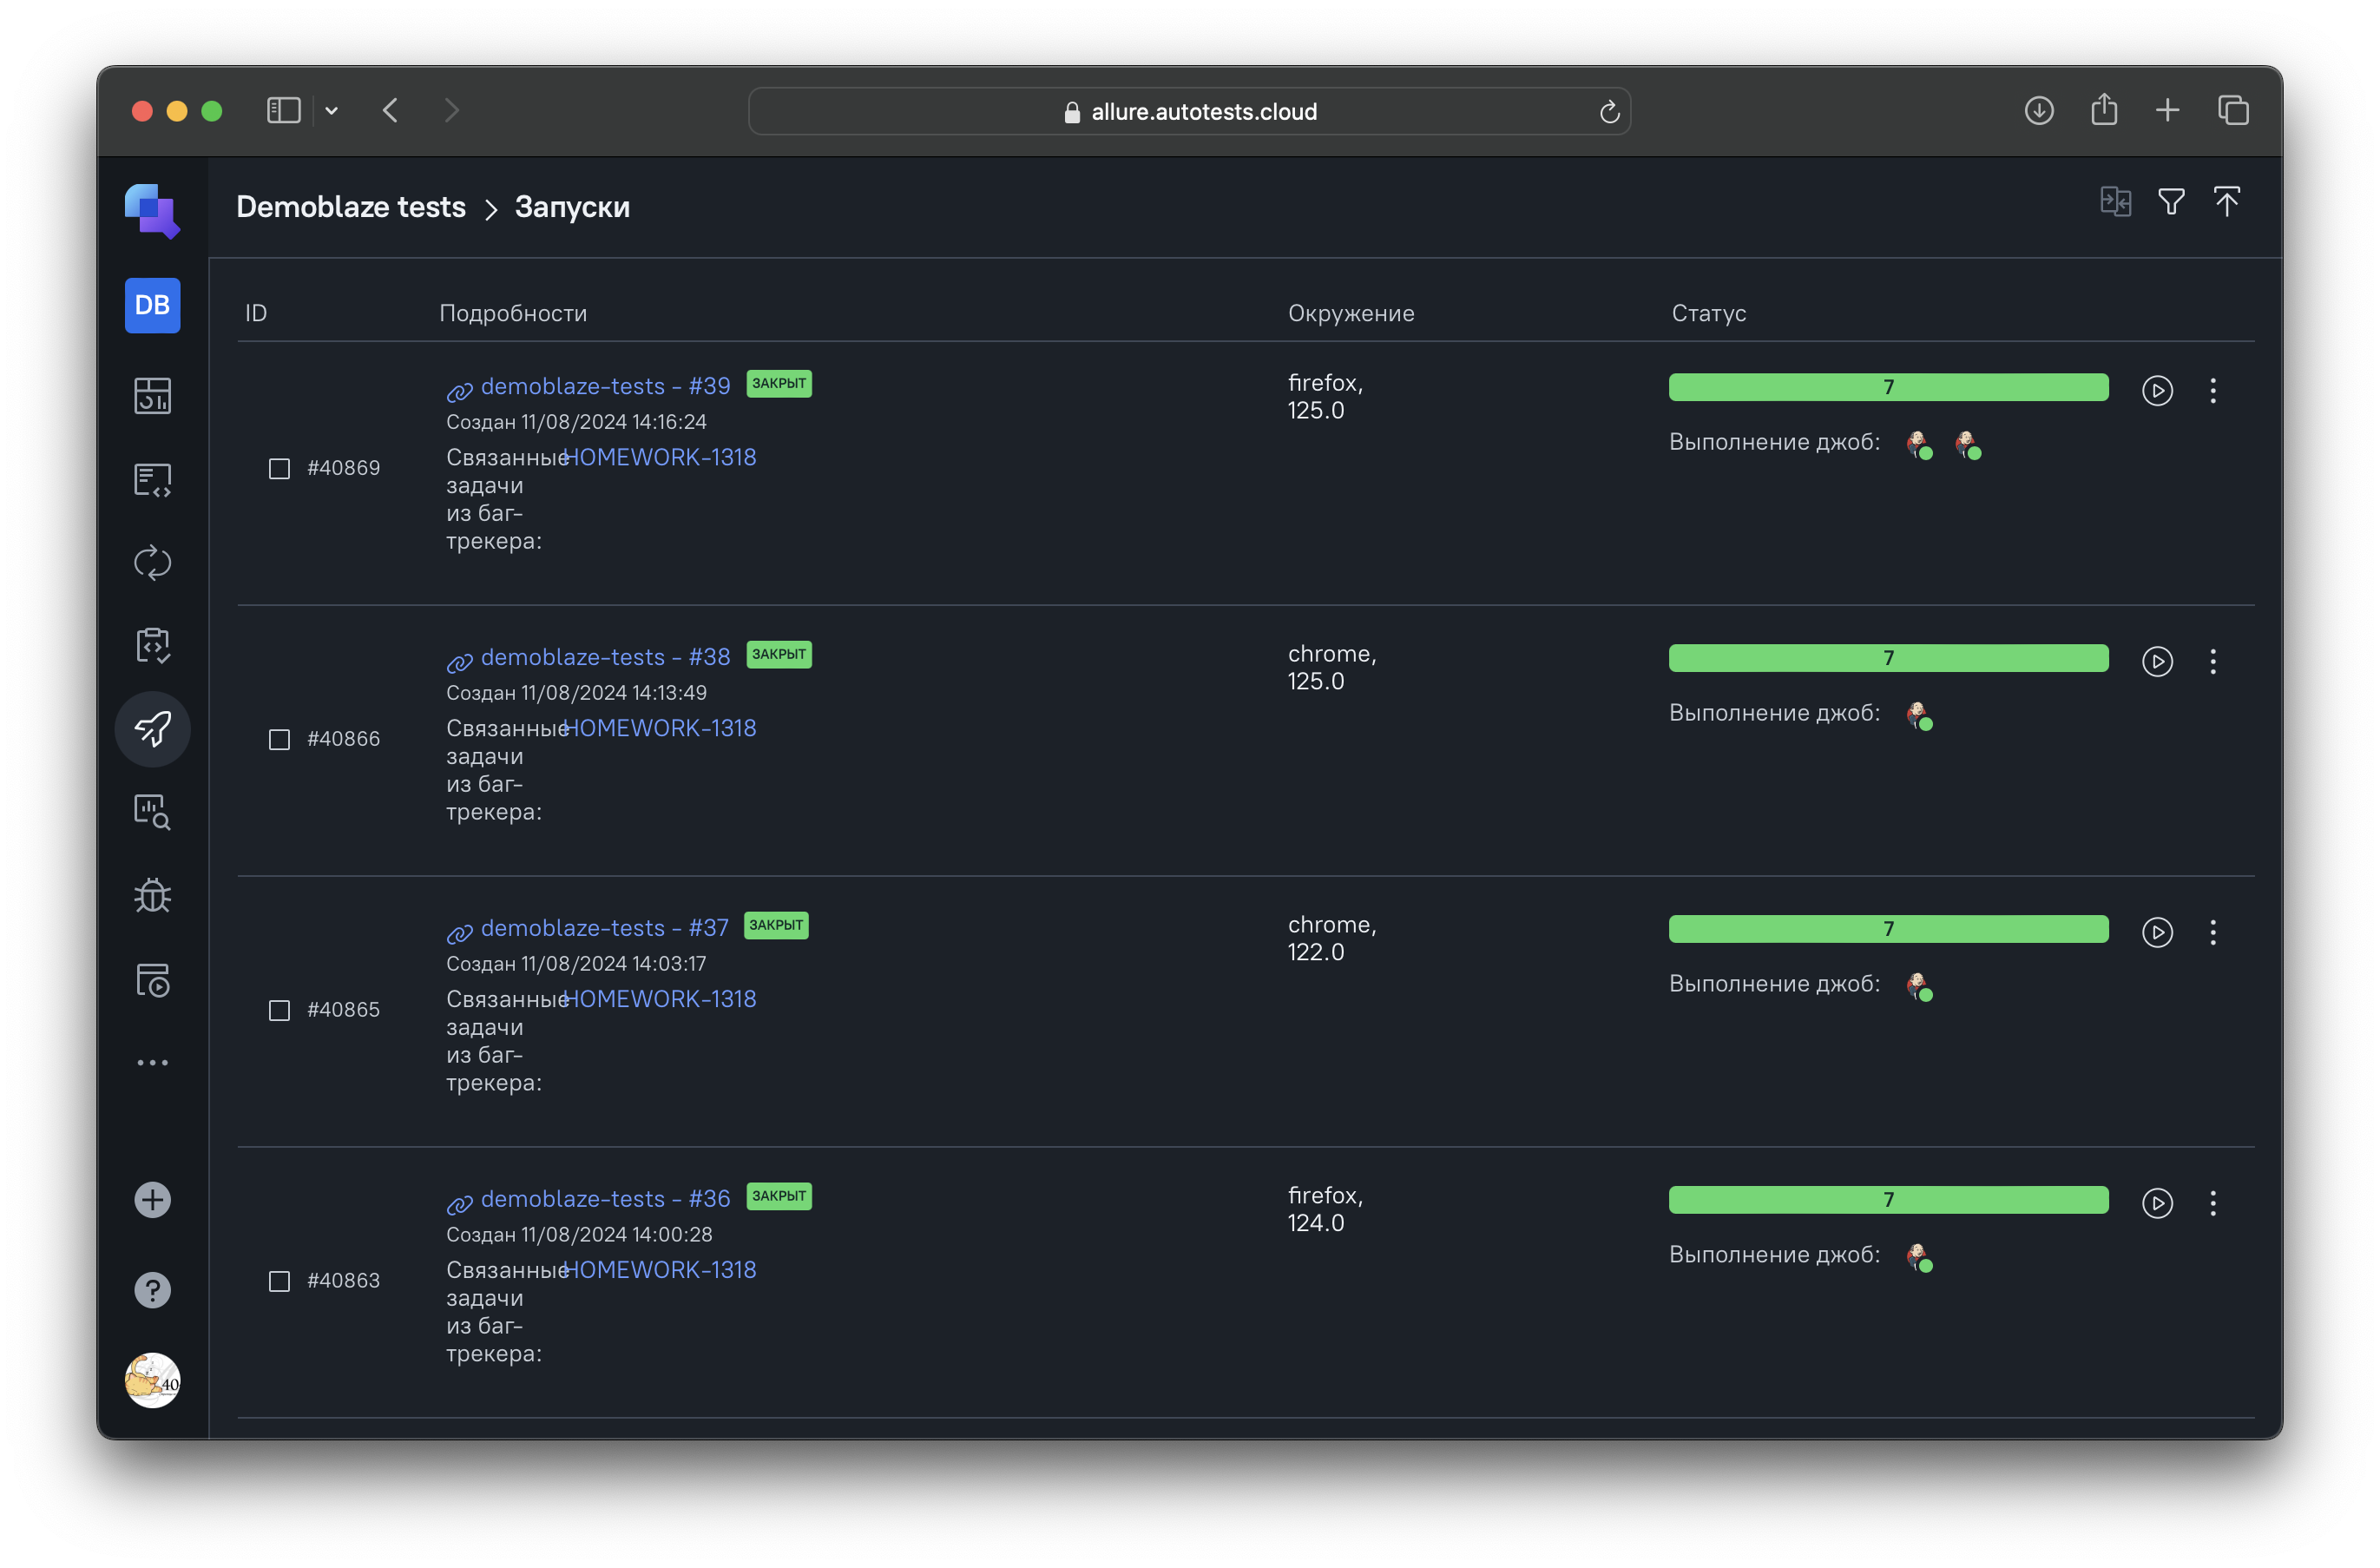 allure.autotests.cloud
Demoblaze tests > Запуски
DB
ID Подробности Окружение Статус
demoblaze-tests - #39 ЗАКРЫТ
Создан 11/08/2024 14:16:24
#40869
Связанные HOMEWORK-1318
задачи
из баг-
трекера:
firefox,
125.0
7
Выполнение джоб:
demoblaze-tests - #38 ЗАКРЫТ
Создан 11/08/2024 14:13:49
#40866
Связанные HOMEWORK-1318
задачи
из баг-
трекера:
chrome,
125.0
7
Выполнение джоб:
demoblaze-tests - #37 ЗАКРЫТ
Создан 11/08/2024 14:03:17
#40865
Связанные HOMEWORK-1318
задачи
из баг-
трекера:
chrome,
122.0
7
Выполнение джоб:
demoblaze-tests - #36 ЗАКРЫТ
Создан 11/08/2024 14:00:28
#40863
Связанные HOMEWORK-1318
задачи
из баг-
трекера:
firefox,
124.0
7
Выполнение джоб:
40